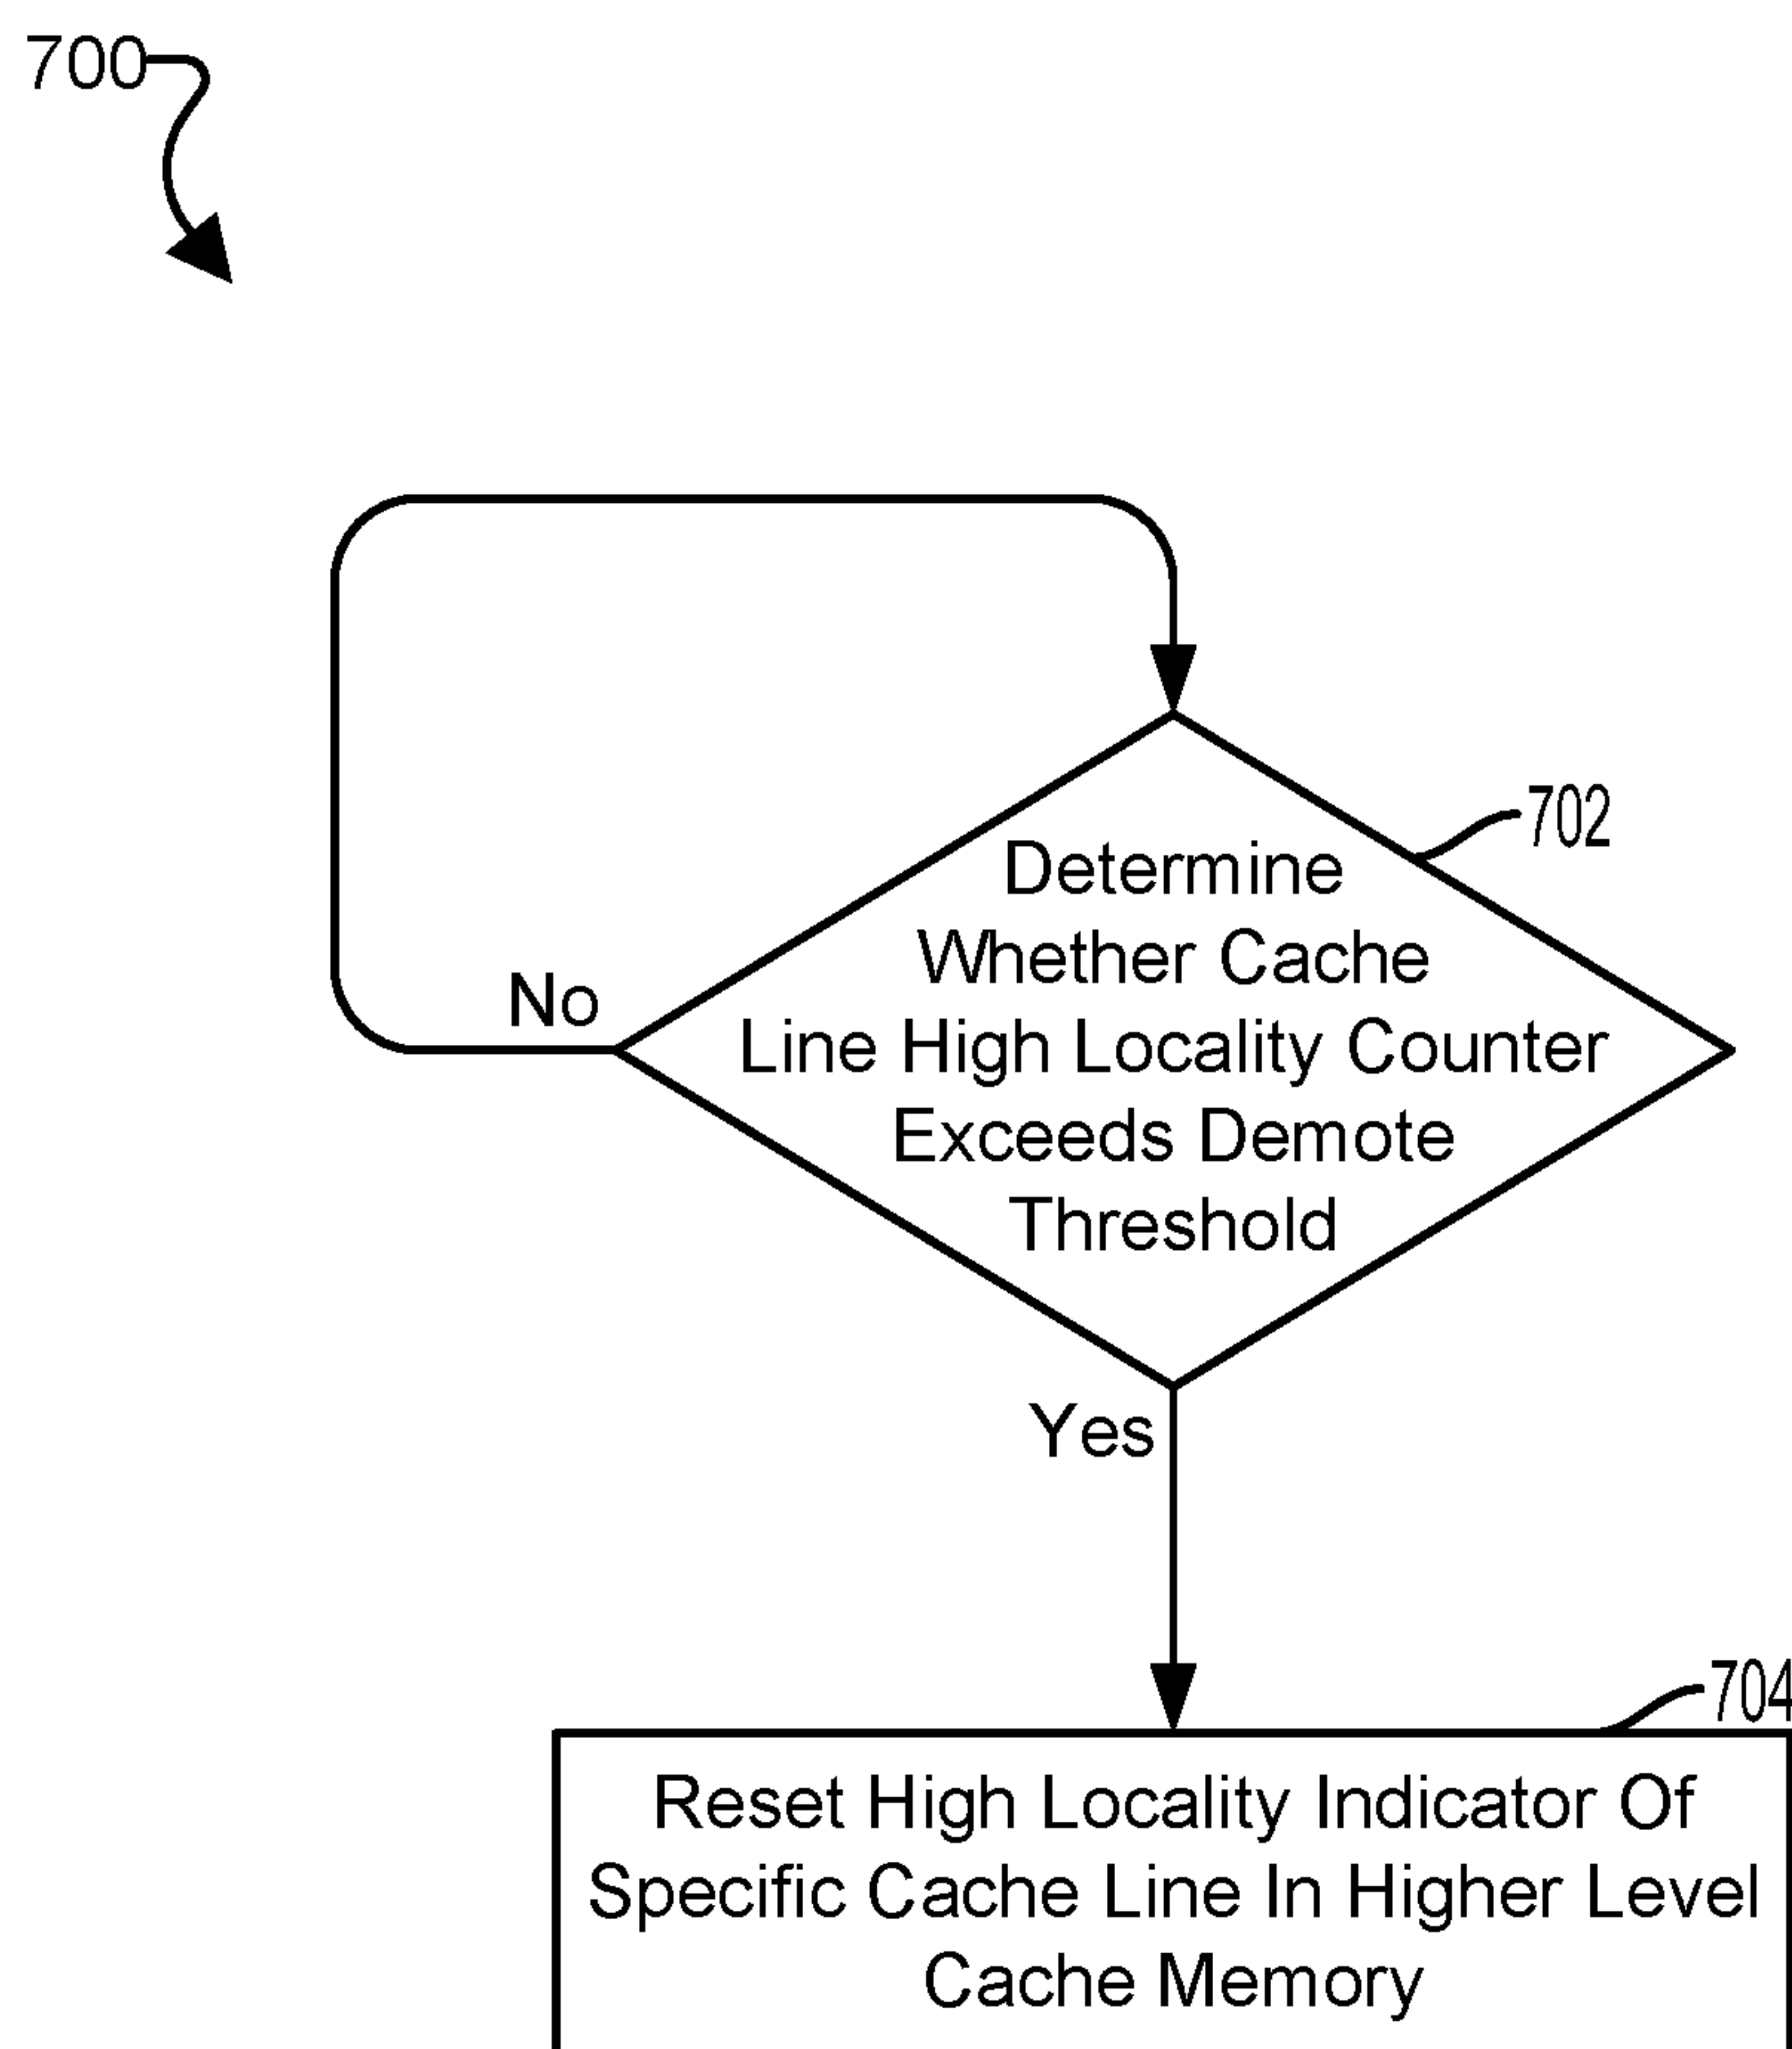 700
702
Determine
Whether Cache
Line High Locality Counter
Exceeds Demote
Threshold
No
Yes
704
Reset High Locality Indicator Of
Specific Cache Line In Higher Level
Cache Memory